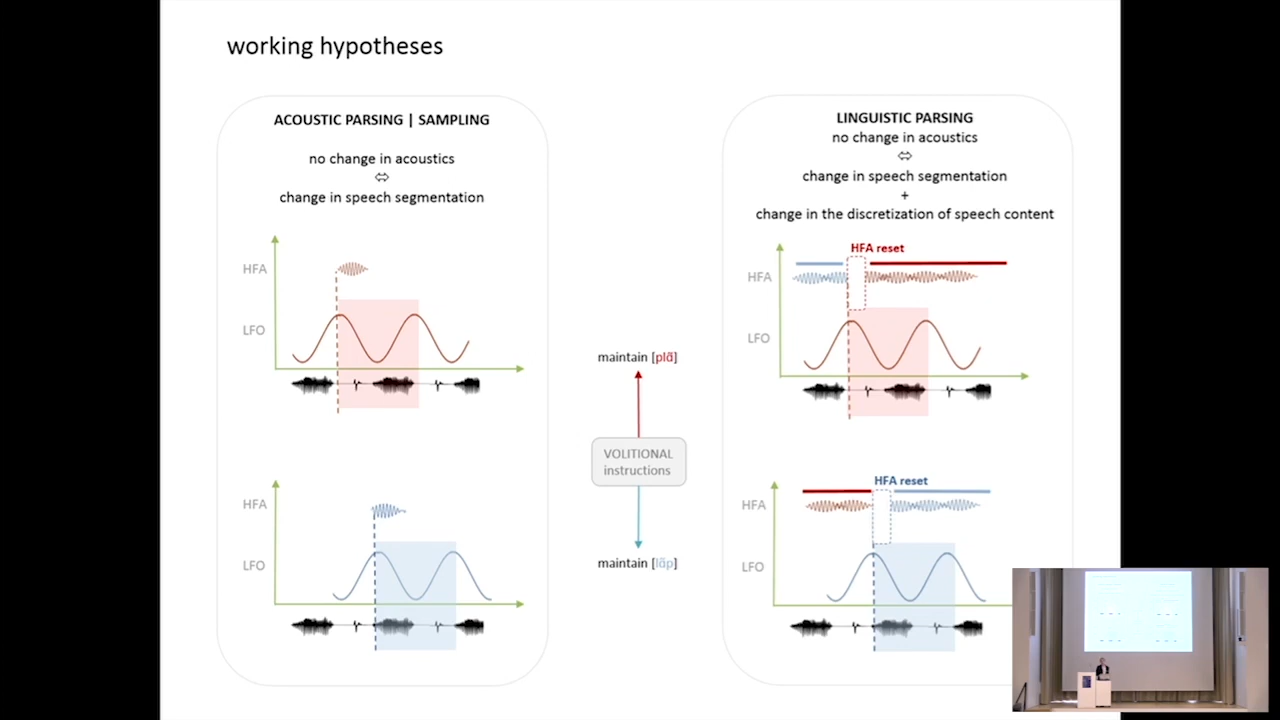 working hypotheses
ACOUSTIC PARSING | SAMPLING
no change in acoustics
⇔
change in speech segmentation
HFA
LFO
HFA
LFO
maintain [plã]
VOLITIONAL
instructions
maintain [lãp]
LINGUISTIC PARSING
no change in acoustics
⇔
change in speech segmentation
+
change in the discretization of speech content
HFA reset
HFA
LFO
HFA reset
HFA
LFO